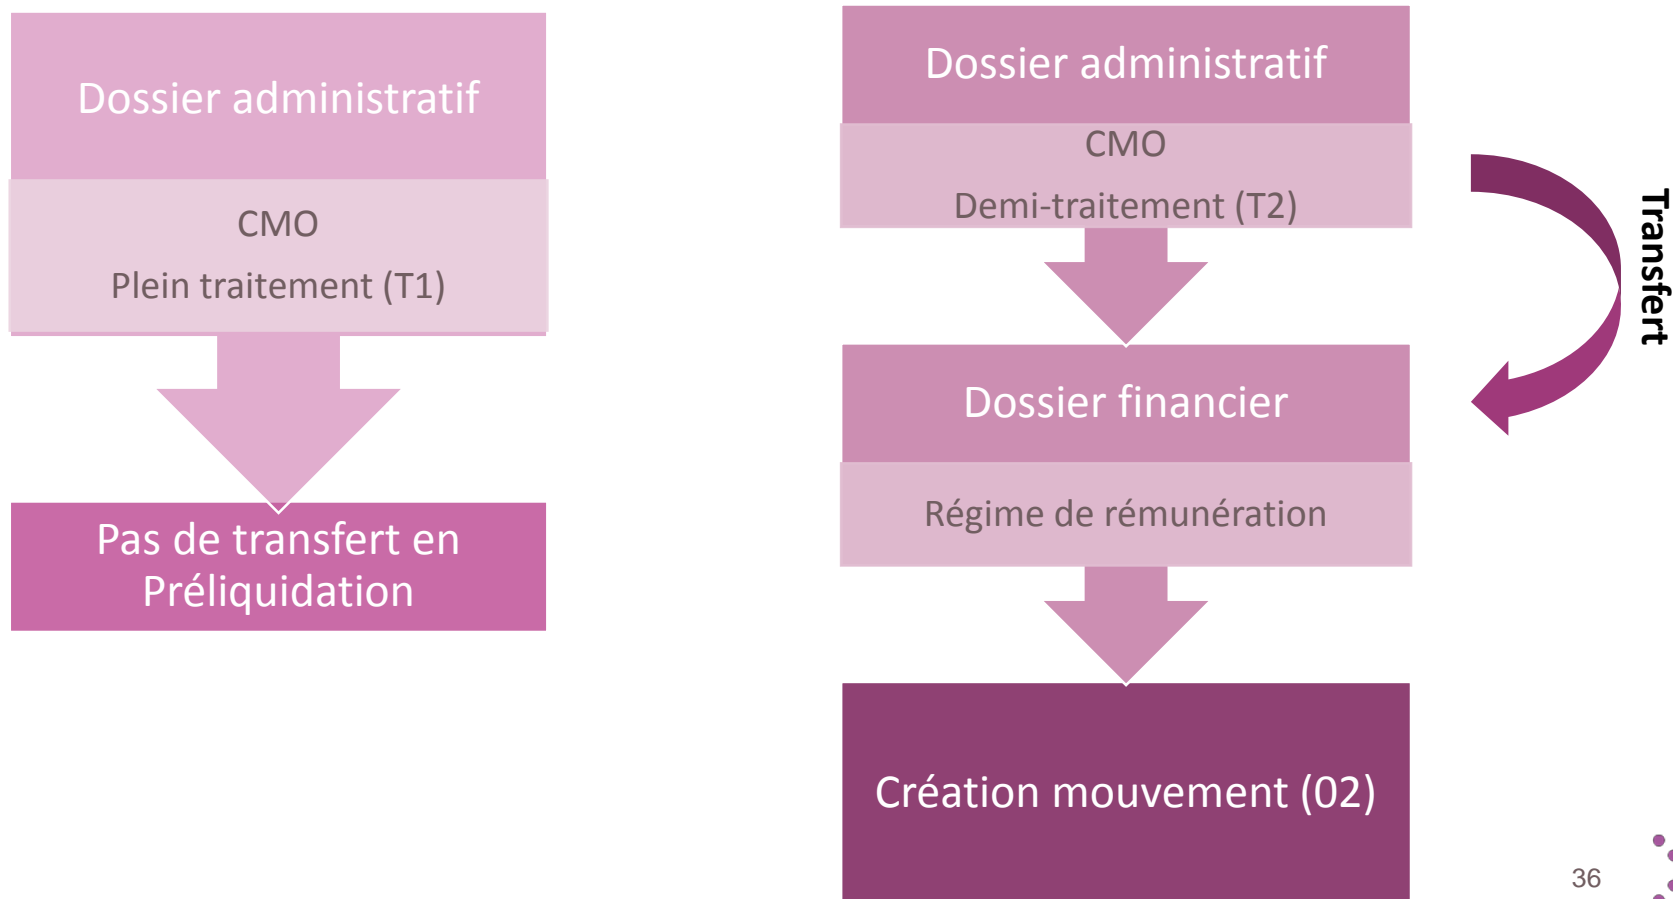 Dossier administratif
CMO
Plein traitement (T1)
Pas de transfert en
Préliquidation
Dossier administratif
CMO
Demi-traitement (T2)
Dossier financier
Régime de rémunération
Création mouvement (02)
Transfert
36